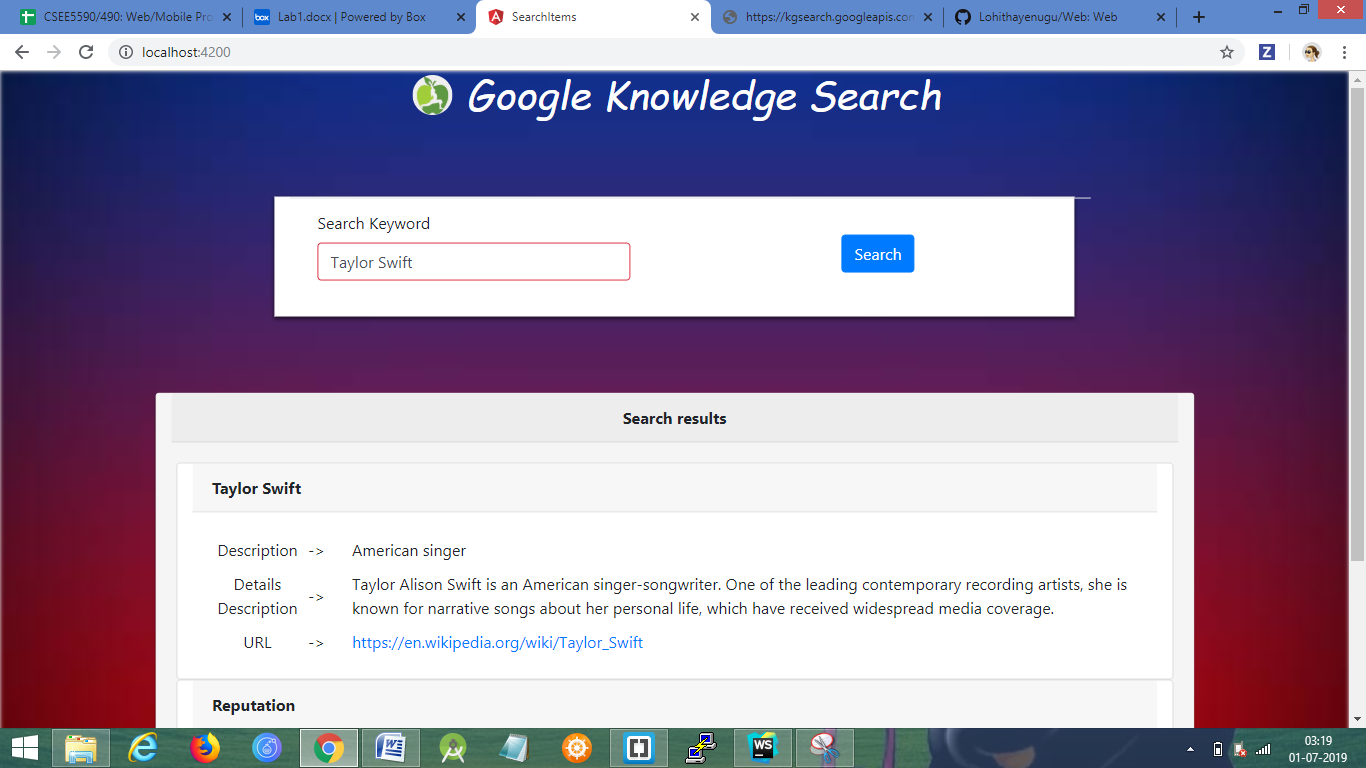 CSEE5590/490: Web/Mobile Pro
Lab1.docx | Powered by Box
SearchItems
https://kgsearch.googleapis.com
Lohithayenugu/Web: Web
localhost:4200
Google Knowledge Search
Search Keyword
Taylor Swift
Search
Search results
Taylor Swift
Description -> American singer
Details Description -> Taylor Alison Swift is an American singer-songwriter. One of the leading contemporary recording artists, she is
known for narrative songs about her personal life, which have received widespread media coverage.
URL -> https://en.wikipedia.org/wiki/Taylor_Swift
Reputation
03:19
01-07-2019